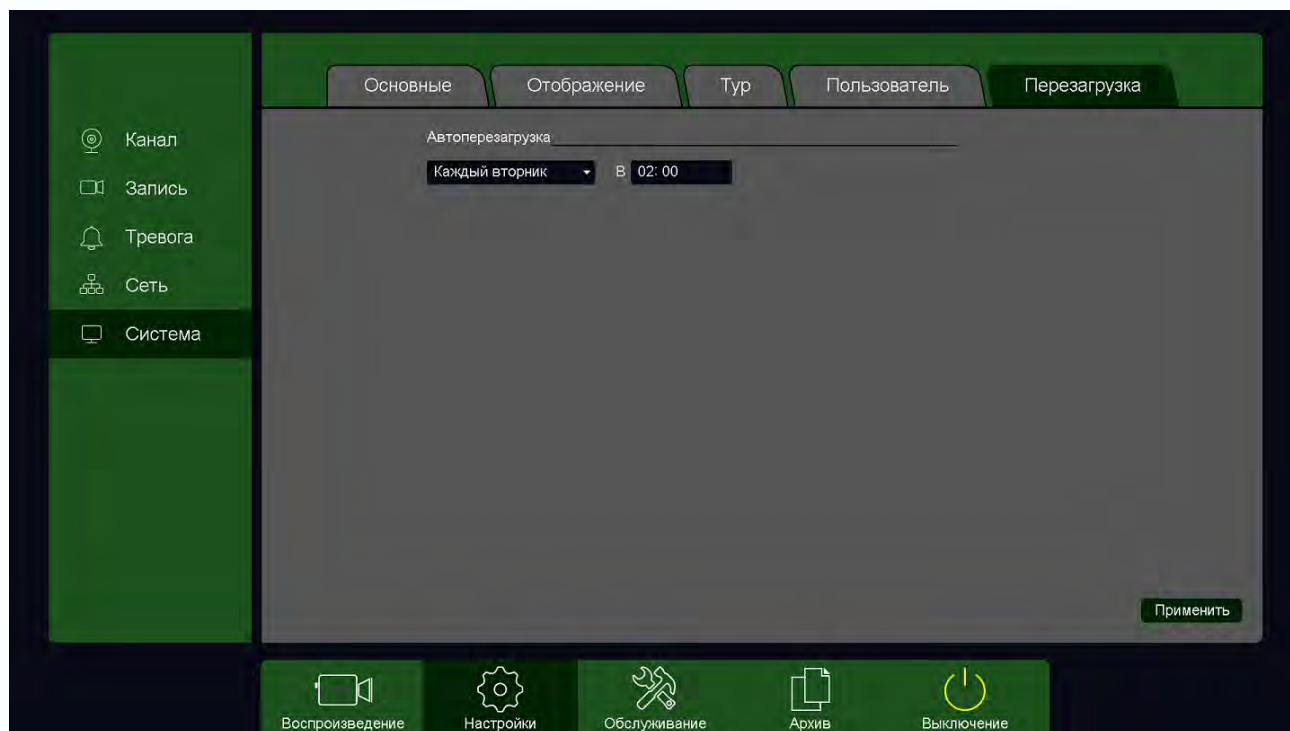 Основные Отображение Тур Пользователь Перезагрузка
Канал
Запись
Тревога
Сеть
Система
Автоперезагрузка
Каждый вторник В 02: 00
Применить
Воспроизведение Настройки Обслуживание Архив Выключение